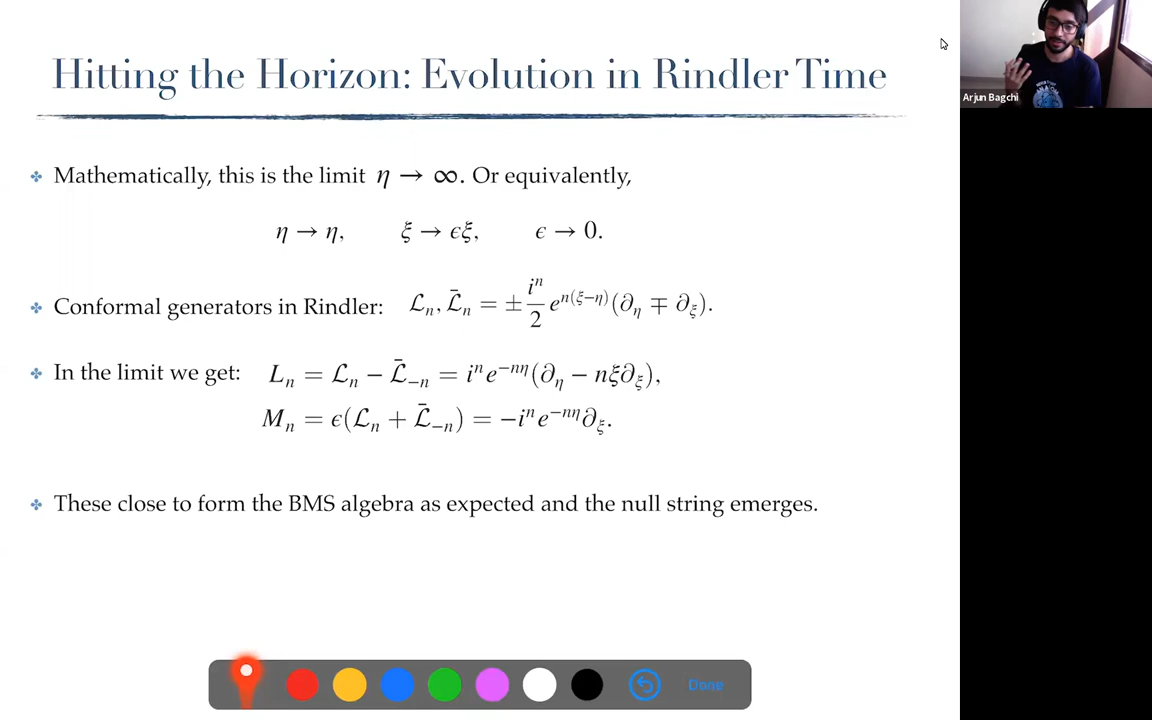 Hitting the Horizon: Evolution in Rindler Time
Arjun Bagchi
❖ Mathematically, this is the limit η → ∞. Or equivalently,
η → η, ξ → ϵξ, ϵ → 0.
❖ Conformal generators in Rindler: ℒₙ, ℒ̄ₙ = ± iⁿ/2 e^{n(ξ−η)}(∂_η ∓ ∂_ξ).
❖ In the limit we get: Lₙ = ℒₙ − ℒ̄₋ₙ = iⁿe^{−nη}(∂_η − nξ∂_ξ),
Mₙ = ϵ(ℒₙ + ℒ̄₋ₙ) = −iⁿe^{−nη}∂_ξ.
❖ These close to form the BMS algebra as expected and the null string emerges.
Done